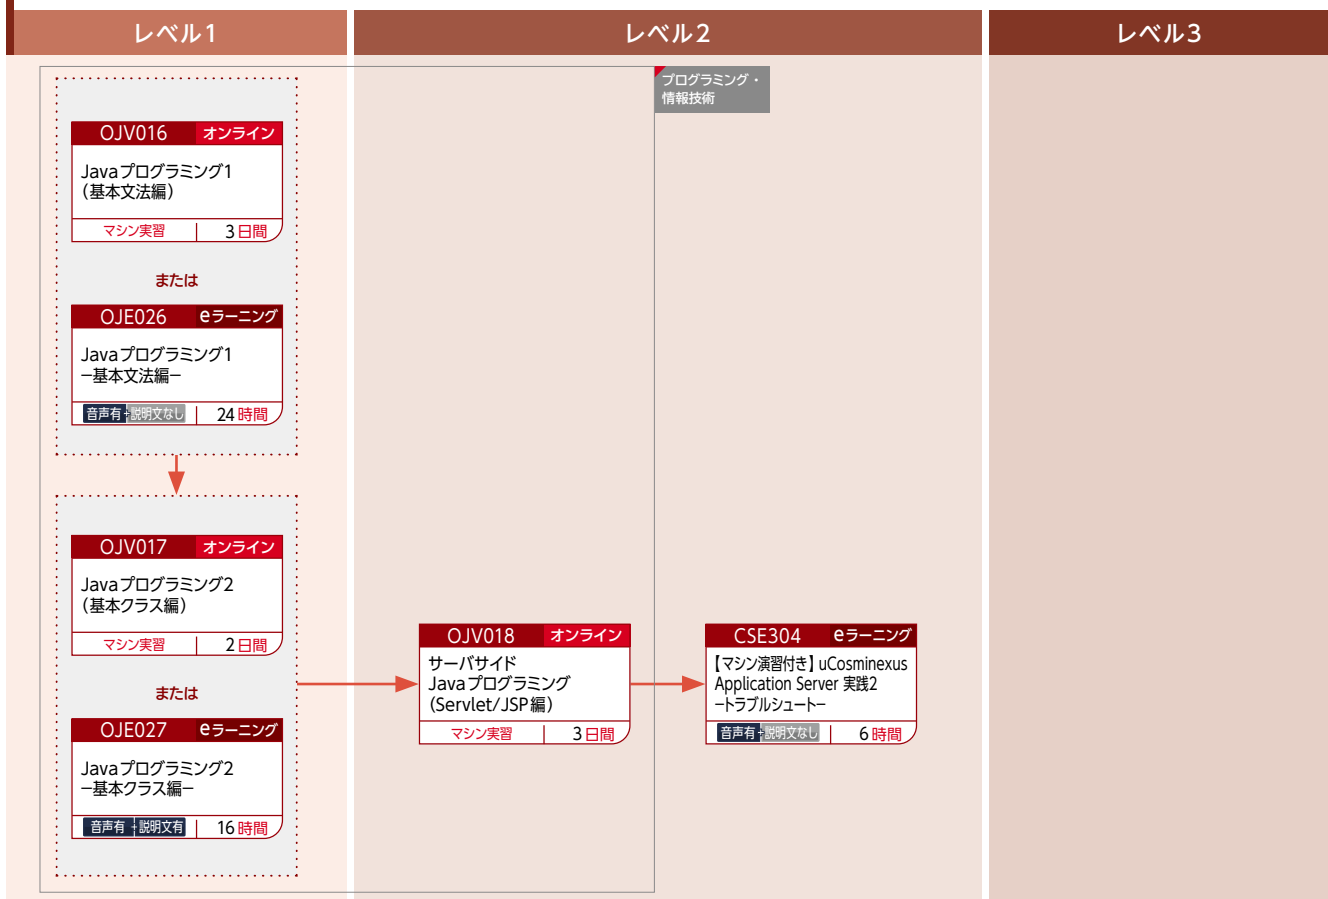 レベル1
レベル2
レベル3
プログラミング・
情報技術
OJV016 オンライン
Javaプログラミング1
（基本文法編）
マシン実習 3日間
または
OJE026 eラーニング
Javaプログラミング1
−基本文法編−
音声有+説明文なし 24時間
OJV017 オンライン
Javaプログラミング2
（基本クラス編）
マシン実習 2日間
または
OJE027 eラーニング
Javaプログラミング2
−基本クラス編−
音声有+説明文有 16時間
OJV018 オンライン
サーバサイド
Javaプログラミング
（Servlet/JSP編）
マシン実習 3日間
CSE304 eラーニング
【マシン演習付き】uCosminexus
Application Server 実践2
−トラブルシュート−
音声有+説明文なし 6時間